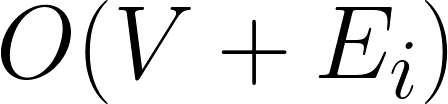 O(V + E_i)